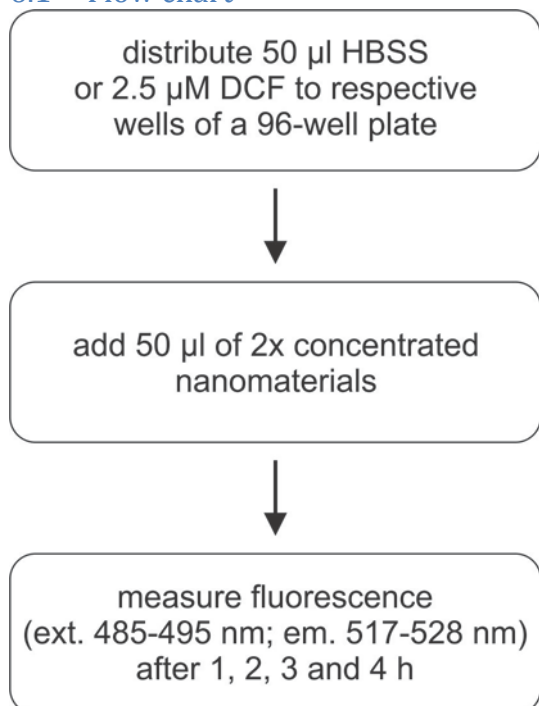 distribute 50 µl HBSS
or 2.5 µM DCF to respective
wells of a 96-well plate
add 50 µl of 2x concentrated
nanomaterials
measure fluorescence
(ext. 485-495 nm; em. 517-528 nm)
after 1, 2, 3 and 4 h